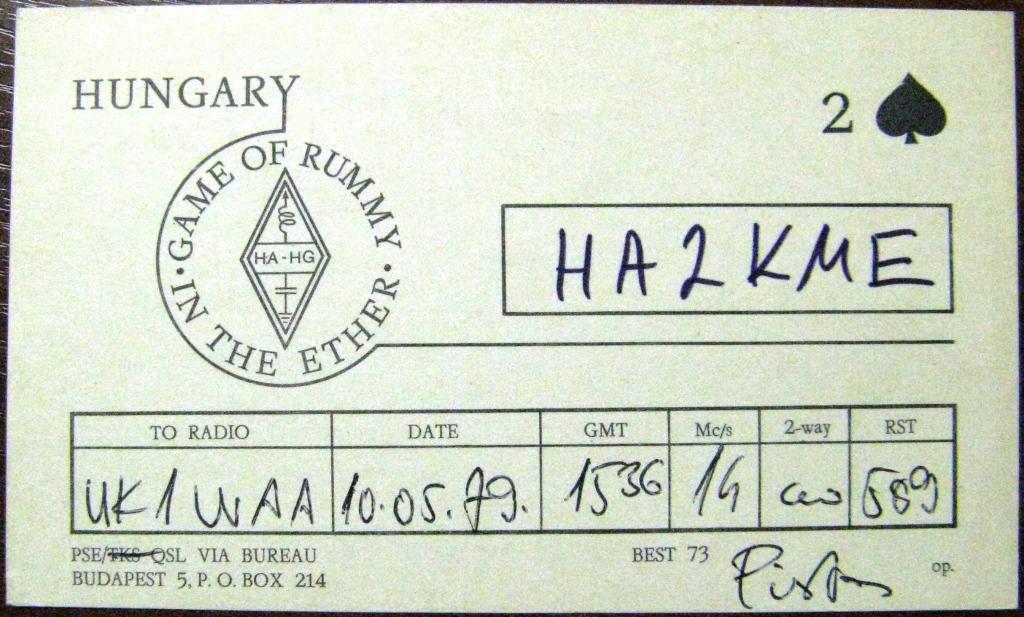 HUNGARY
2
GAME OF RUMMY
• IN THE ETHER •
HA-HG
HA2KME
TO RADIO DATE GMT Mc/s 2-way RST
UK1WAA 10.05.79. 1536 14 cw 589
PSE/TKS QSL VIA BUREAU
BUDAPEST 5, P. O. BOX 214
BEST 73 op.